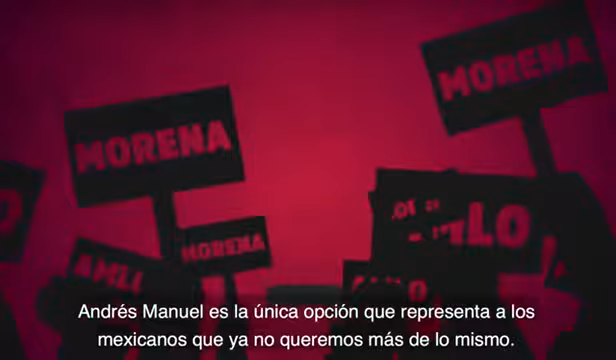 MORENA
MORENA
MORENA
AMLO
Andrés Manuel es la única opción que representa a los
mexicanos que ya no queremos más de lo mismo.